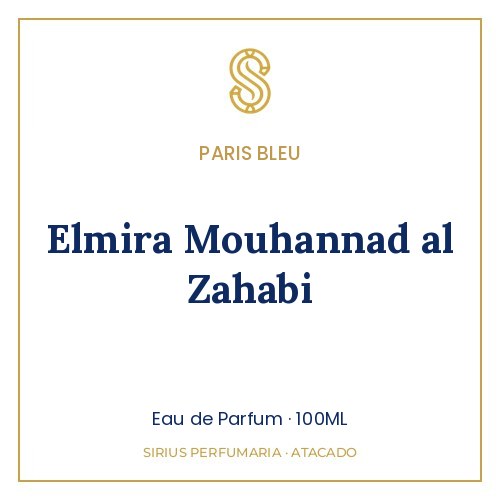 PARIS BLEU
Elmira Mouhannad al
Zahabi
Eau de Parfum · 100ML
SIRIUS PERFUMARIA · ATACADO